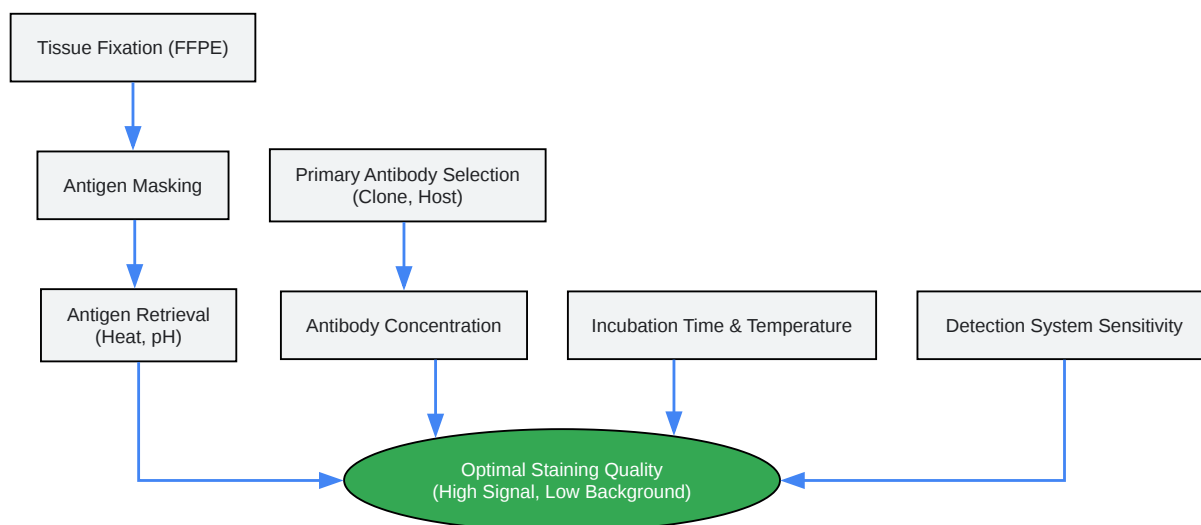 Tissue Fixation (FFPE)
Antigen Masking
Primary Antibody Selection
(Clone, Host)
Antigen Retrieval
(Heat, pH)
Antibody Concentration
Incubation Time & Temperature
Detection System Sensitivity
Optimal Staining Quality
(High Signal, Low Background)